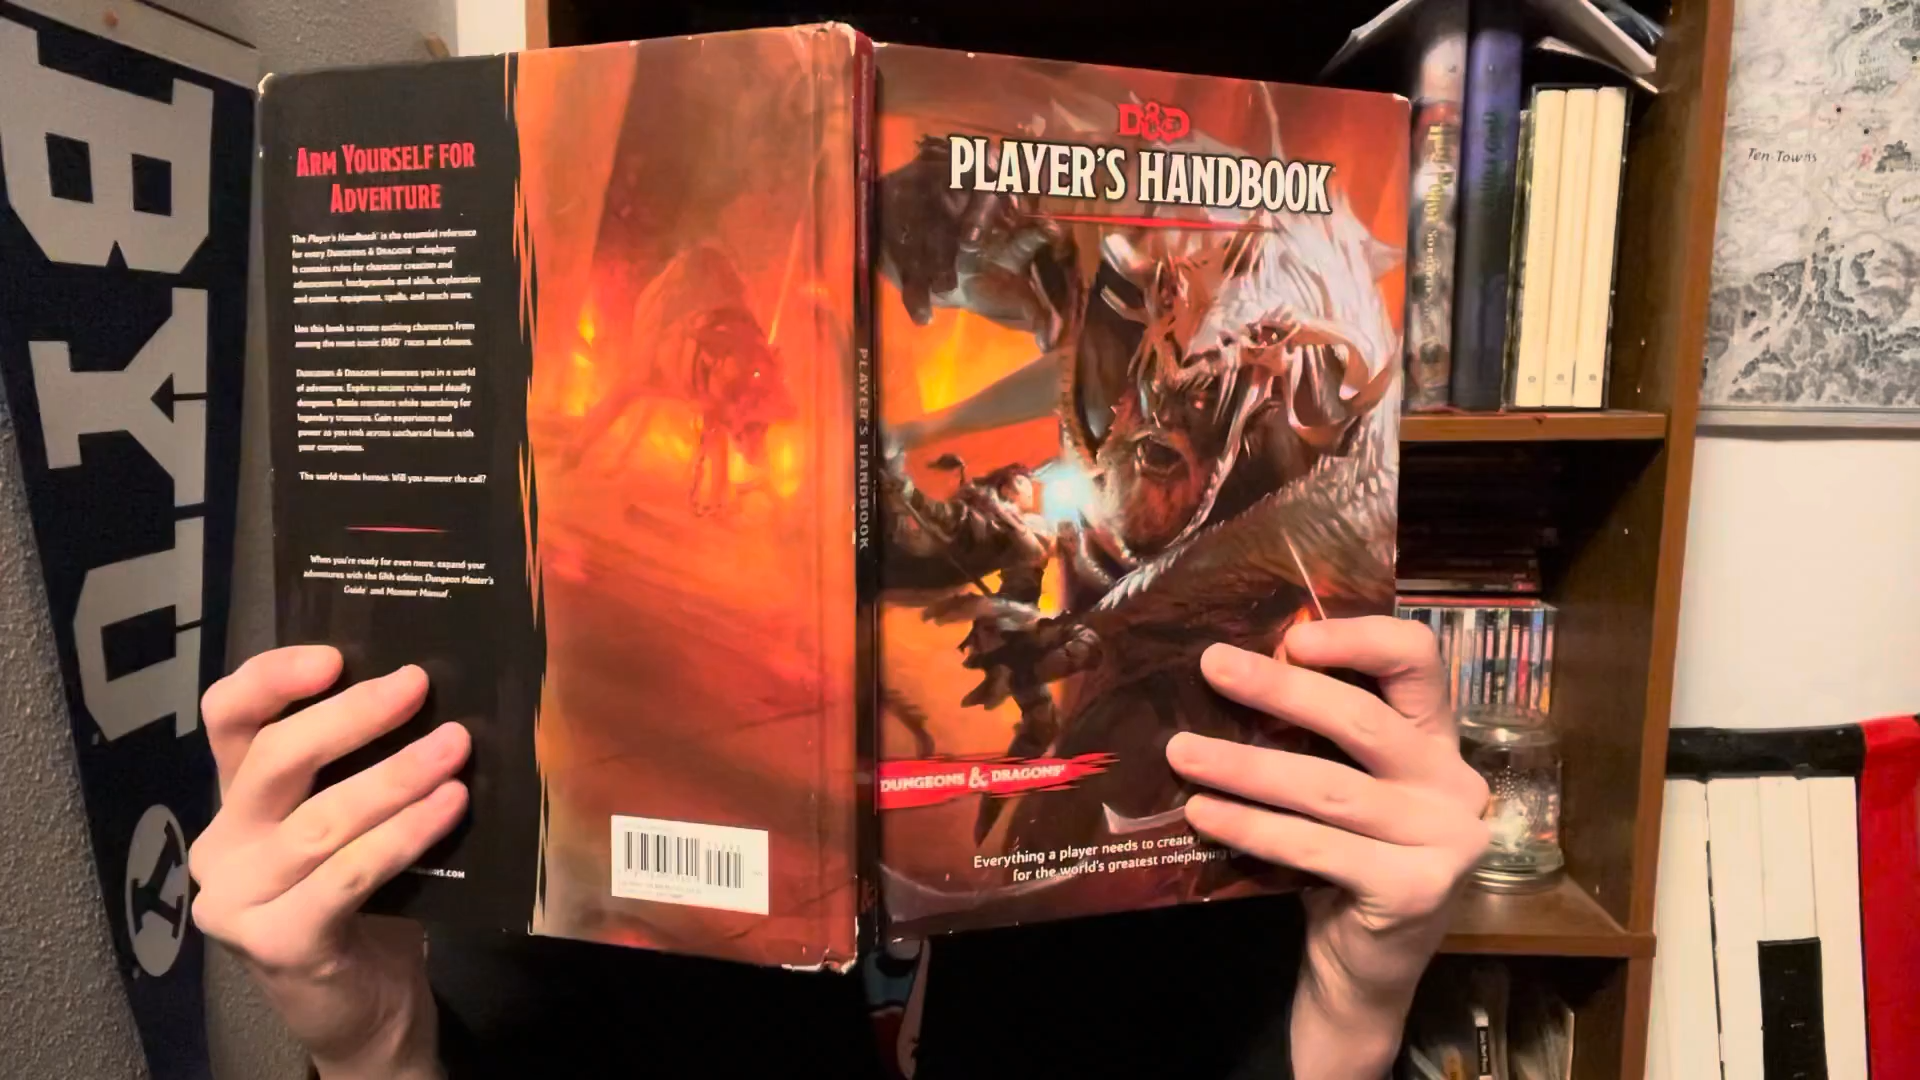 BYU
Y
ARM YOURSELF FOR
ADVENTURE
The Player's Handbook is the essential reference
for every DUNGEONS & DRAGONS roleplayer.
It contains rules for character creation and
advancement, backgrounds and skills, exploration
and combat, equipment, spells, and much more.
Use this book to create exciting characters from
among the most iconic D&D races and classes.
DUNGEONS & DRAGONS immerses you in a world
of adventure. Explore ancient ruins and deadly
dungeons. Battle monsters while searching for
legendary treasures. Gain experience and
power as you trek across uncharted lands with
your companions.
The world needs heroes. Will you answer the call?
When you're ready for even more, expand your
adventures with the fifth edition Dungeon Master's
Guide and Monster Manual.
PLAYER'S HANDBOOK
D&D
PLAYER'S HANDBOOK
DUNGEONS & DRAGONS
Everything a player needs to create
for the world's greatest roleplaying
Ten-Towns